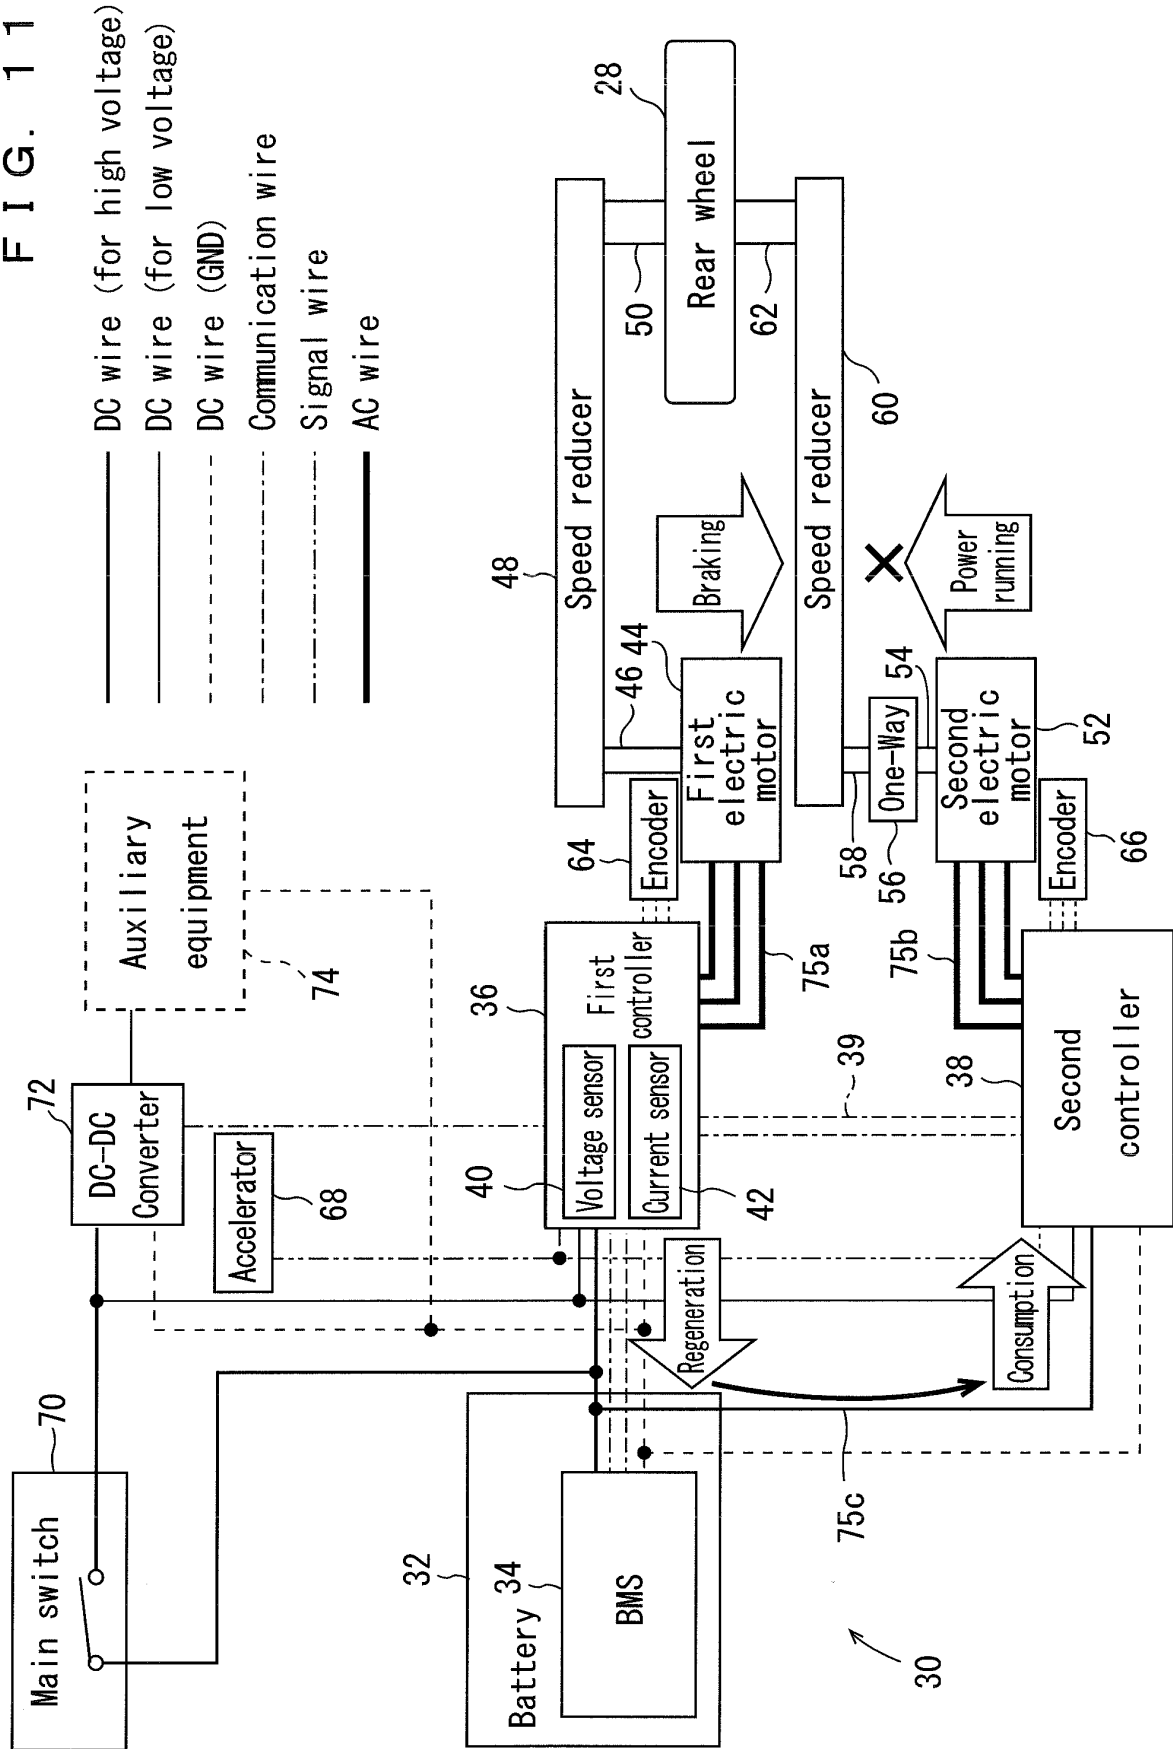 FIG. 11
DC wire (for high voltage)
DC wire (for low voltage)
DC wire (GND)
Communication wire
Signal wire
AC wire
70
Main switch
72
DC-DC
Converter
Auxiliary
equipment
74
Accelerator
68
32
Battery
34
BMS
36
First
controller
40
Voltage sensor
Current sensor
42
64
Encoder
46
44
First
electric
motor
75a
48
Speed reducer
50
28
Rear wheel
62
Speed reducer
60
Braking
Power
running
Regeneration
Consumption
39
38
Second
controller
75b
58
56
One-Way
54
Second
electric
motor
52
Encoder
66
75c
30